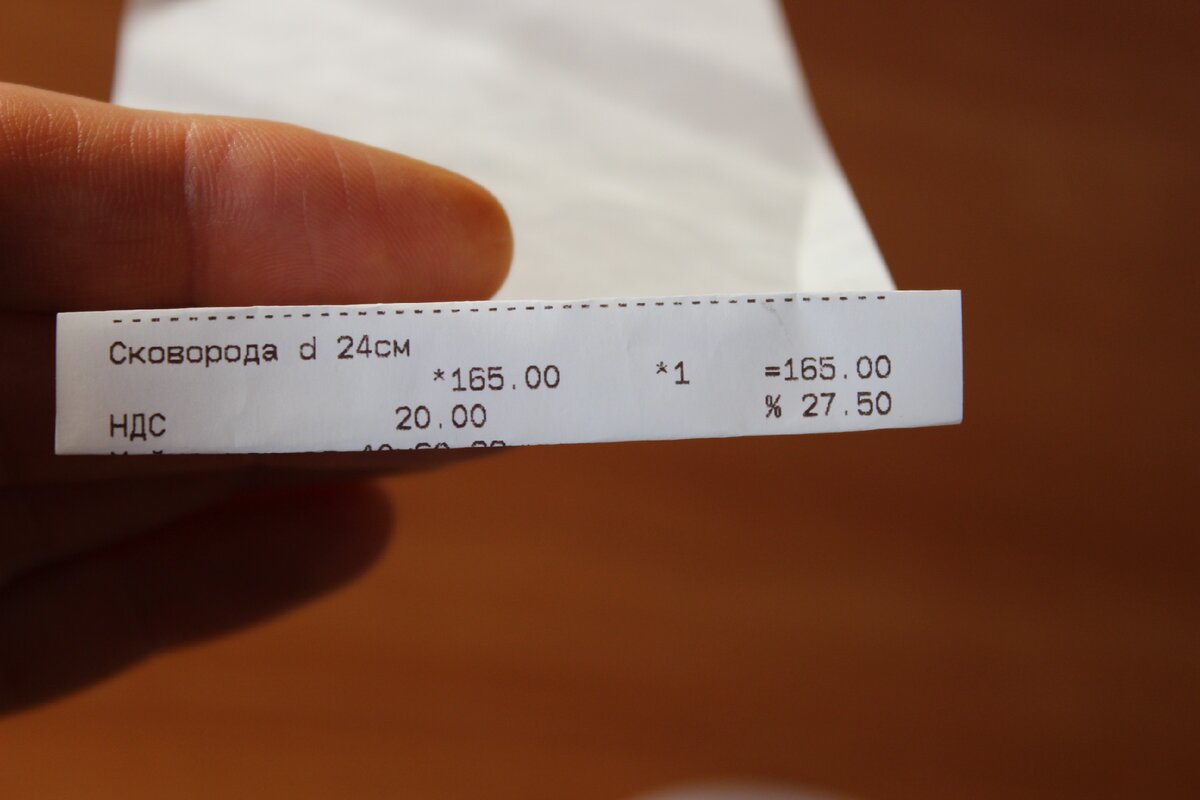 Сковорода d 24см
*165.00 *1 =165.00
НДС 20.00 % 27.50